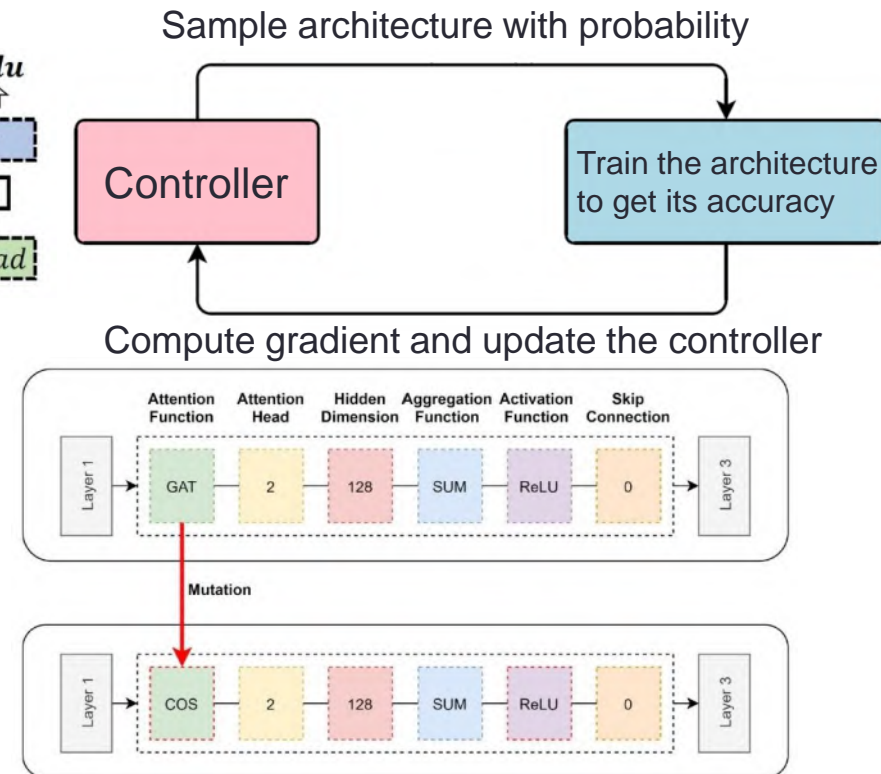 Sample architecture with probability
lu
Controller
Train the architecture
to get its accuracy
ad
Compute gradient and update the controller
Attention Attention Hidden Aggregation Activation Skip
Function Head Dimension Function Function Connection
Layer 1 GAT 2 128 SUM ReLU 0 Layer 3
Mutation
Layer 1 COS 2 128 SUM ReLU 0 Layer 3